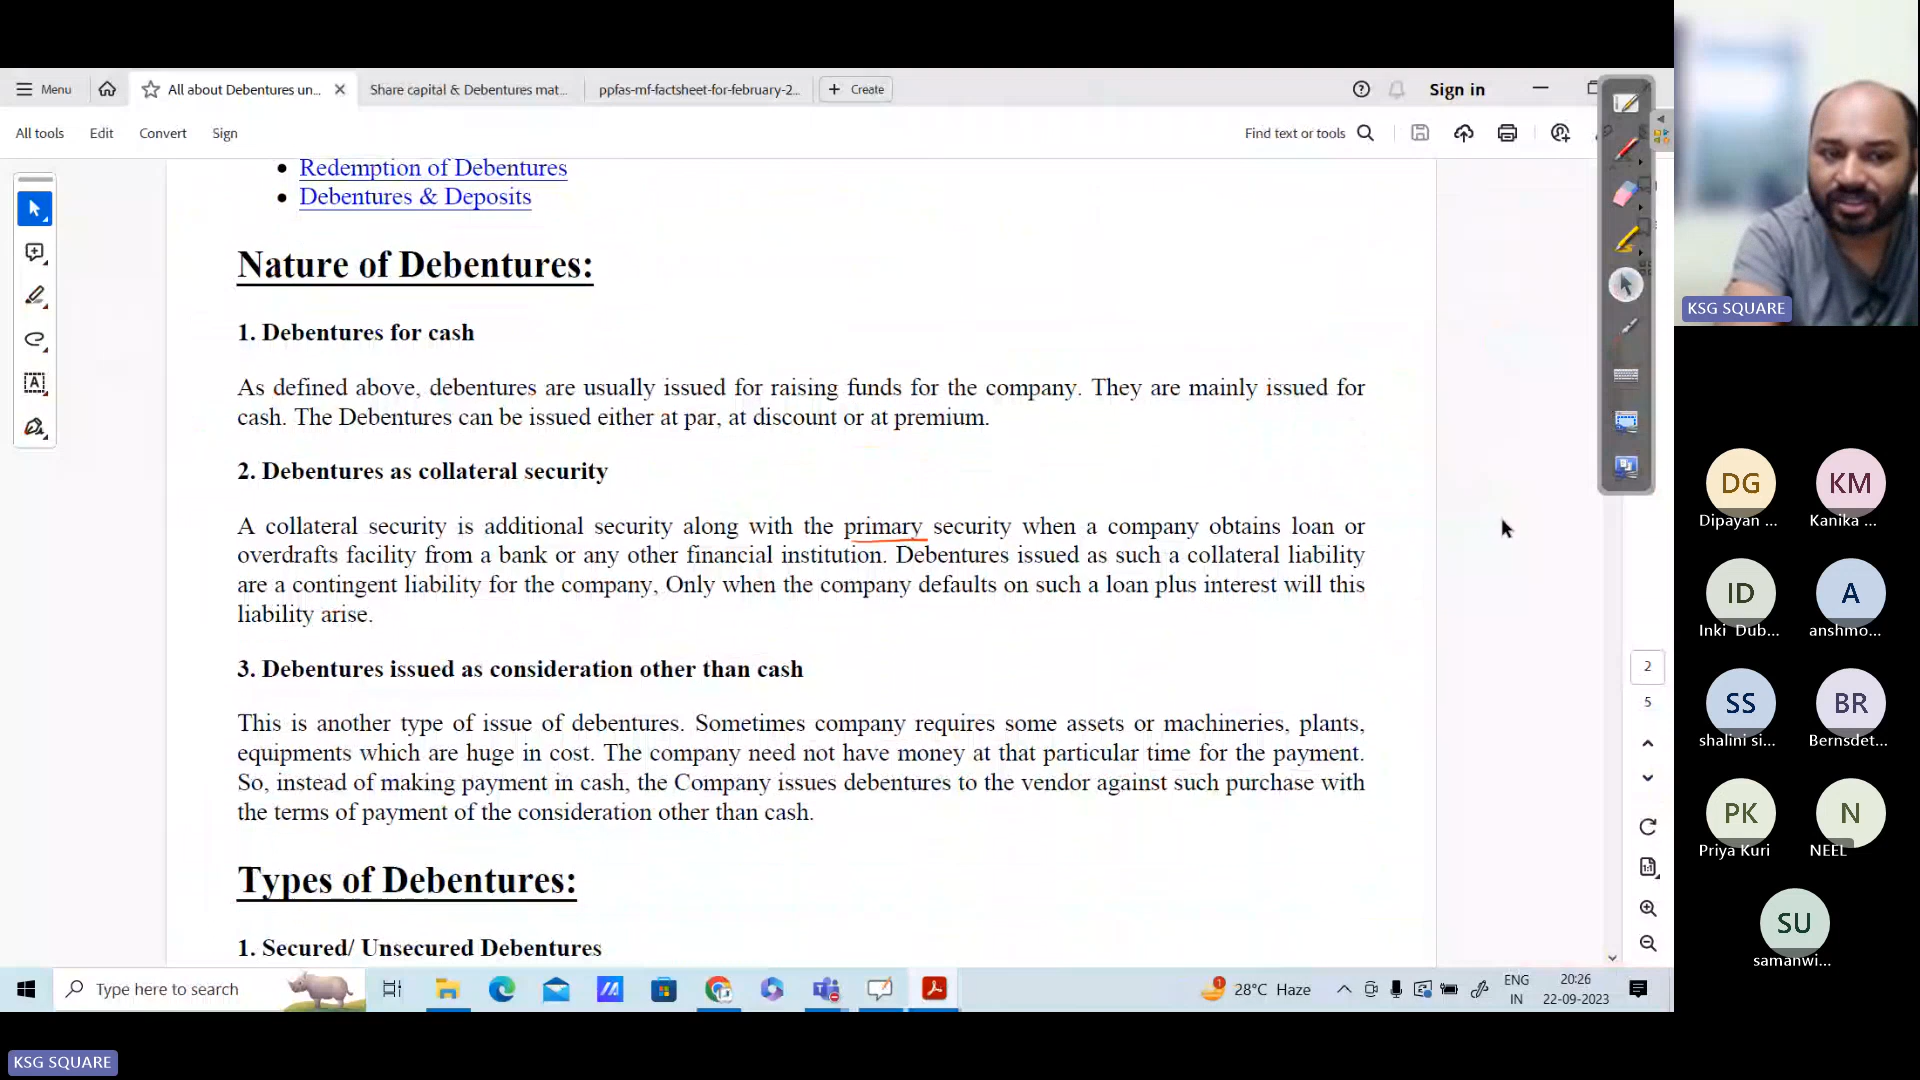 Menu
All about Debentures un...
Share capital & Debentures mat...
ppfas-mf-factsheet-for-february-2...
Create
Sign in
All tools
Edit
Convert
Sign
Find text or tools
Redemption of Debentures
Debentures & Deposits
Nature of Debentures:
1. Debentures for cash
As defined above, debentures are usually issued for raising funds for the company. They are mainly issued for
cash. The Debentures can be issued either at par, at discount or at premium.
2. Debentures as collateral security
A collateral security is additional security along with the primary security when a company obtains loan or
overdrafts facility from a bank or any other financial institution. Debentures issued as such a collateral liability
are a contingent liability for the company, Only when the company defaults on such a loan plus interest will this
liability arise.
3. Debentures issued as consideration other than cash
This is another type of issue of debentures. Sometimes company requires some assets or machineries, plants,
equipments which are huge in cost. The company need not have money at that particular time for the payment.
So, instead of making payment in cash, the Company issues debentures to the vendor against such purchase with
the terms of payment of the consideration other than cash.
Types of Debentures:
1. Secured/ Unsecured Debentures
2
5
KSG SQUARE
DG
Dipayan ...
KM
Kanika ...
ID
Inki Dub...
A
anshmo...
SS
shalini si...
BR
Bernsdet...
PK
Priya Kuri
N
NEEL
SU
samanwi...
Type here to search
1
28°C Haze
ENG
IN
20:26
22-09-2023
KSG SQUARE